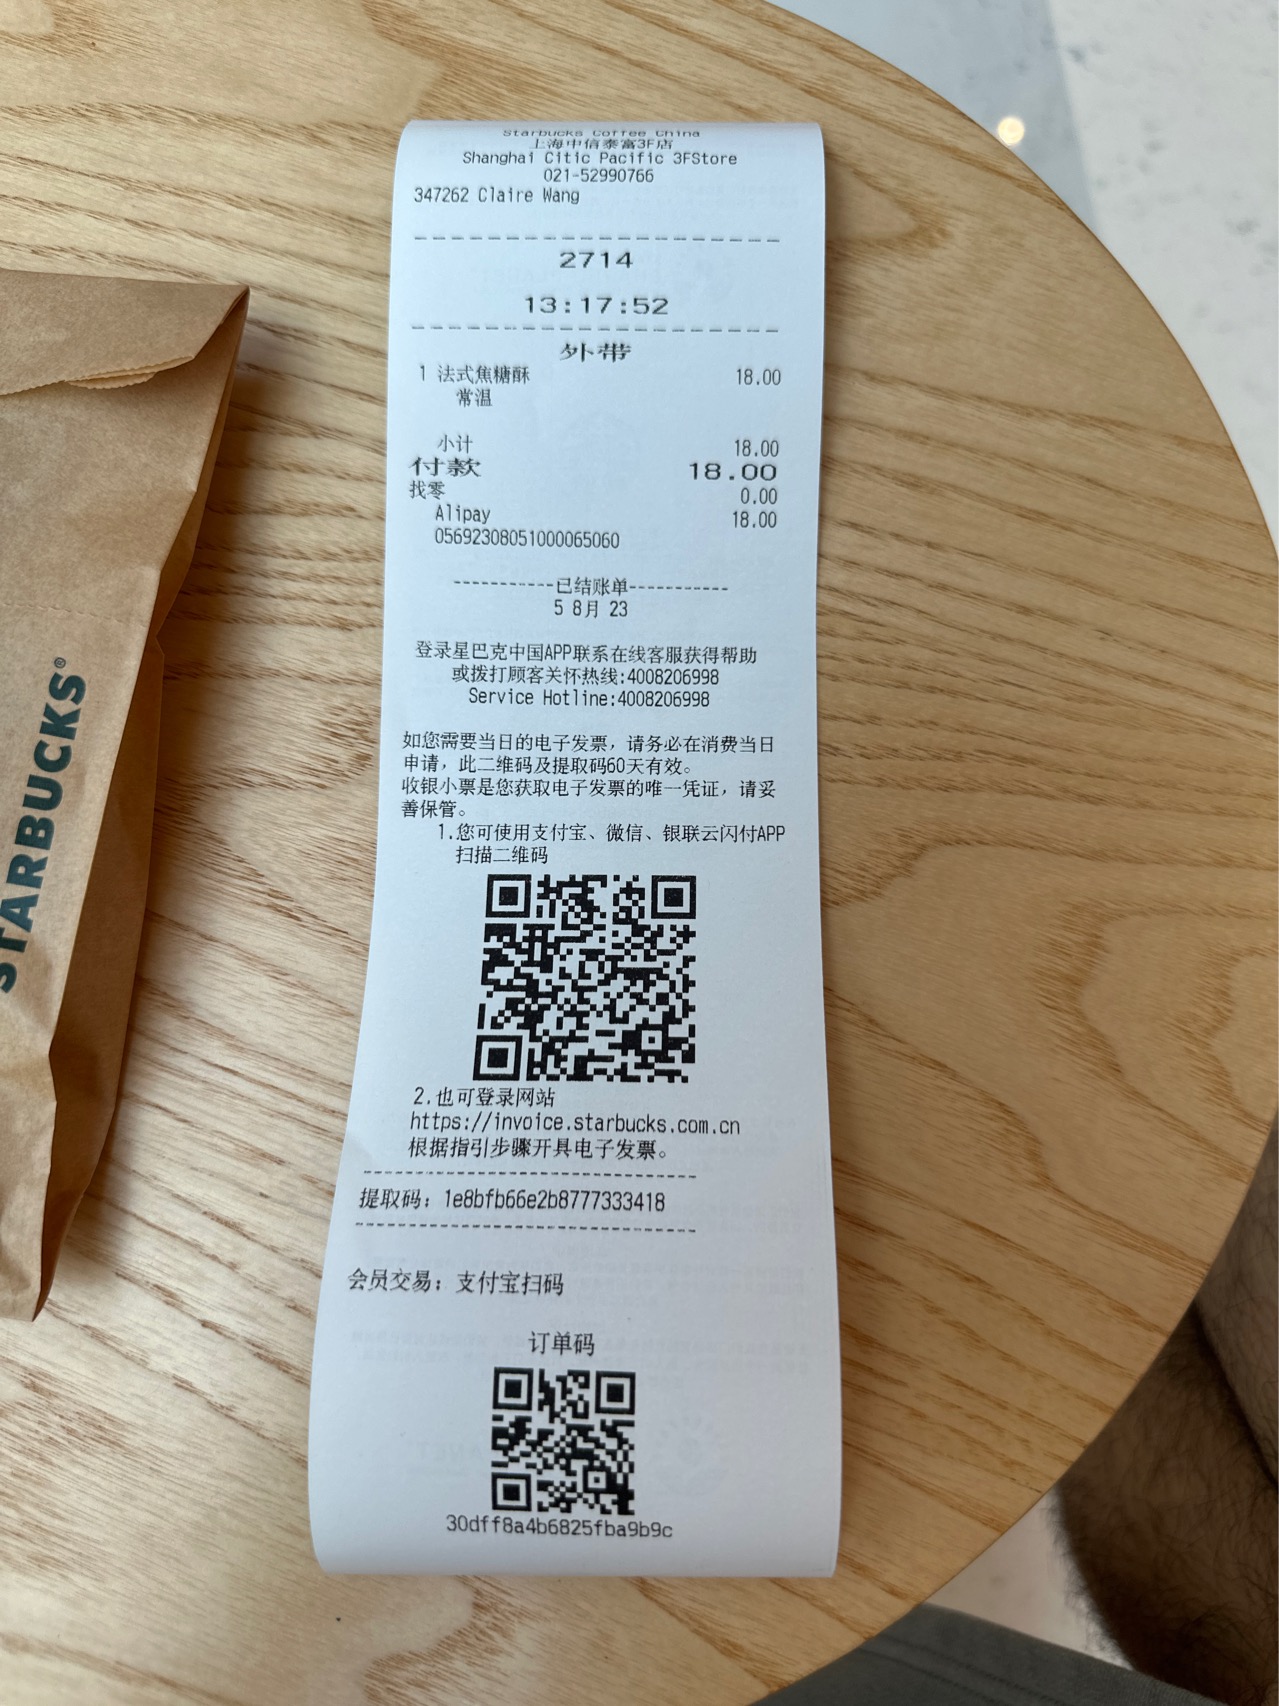 Starbucks Coffee China
上海中信泰富3F店
Shanghai Citic Pacific 3FStore
021-52990766
347262 Claire Wang
2714
13:17:52
外带
1 法式焦糖酥 18.00
常温
小计 18.00
付款 18.00
找零 0.00
Alipay 18.00
05692308051000065060
-----------已结账单-----------
5 8月 23
登录星巴克中国APP联系在线客服获得帮助
或拨打顾客关怀热线:4008206998
Service Hotline:4008206998
如您需要当日的电子发票，请务必在消费当日
申请，此二维码及提取码60天有效。
收银小票是您获取电子发票的唯一凭证，请妥
善保管。
1.您可使用支付宝、微信、银联云闪付APP
扫描二维码
2.也可登录网站
https://invoice.starbucks.com.cn
根据指引步骤开具电子发票。
提取码：1e8bfb66e2b8777333418
会员交易：支付宝扫码
订单码
30dff8a4b6825fba9b9c
STARBUCKS®